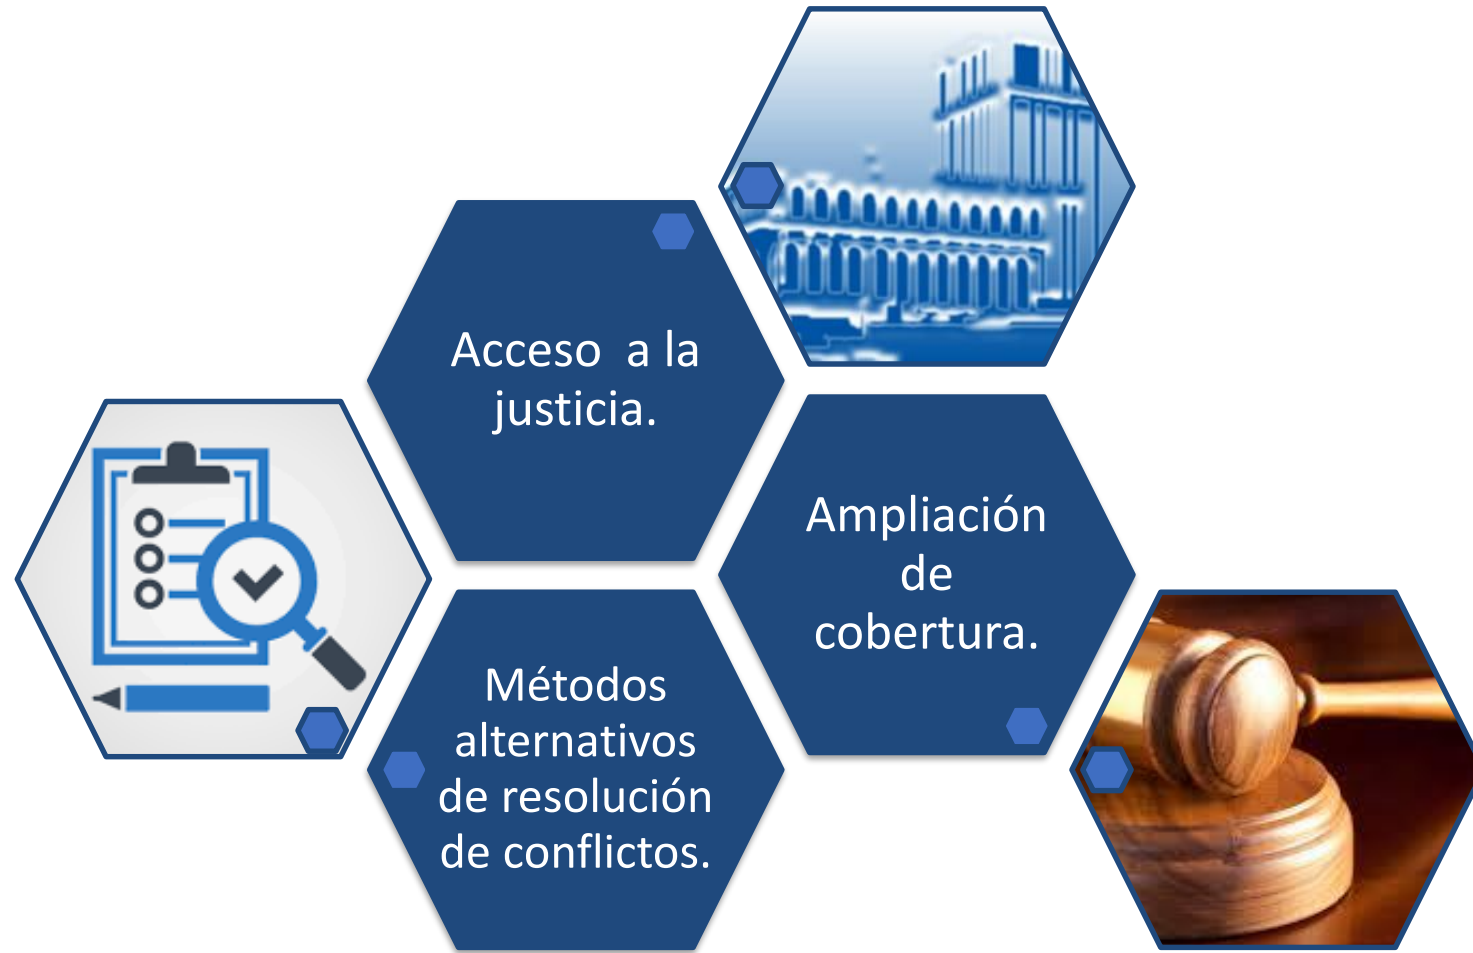 Acceso a la
justicia.
Ampliación
de
cobertura.
Métodos
alternativos
de resolución
de conflictos.